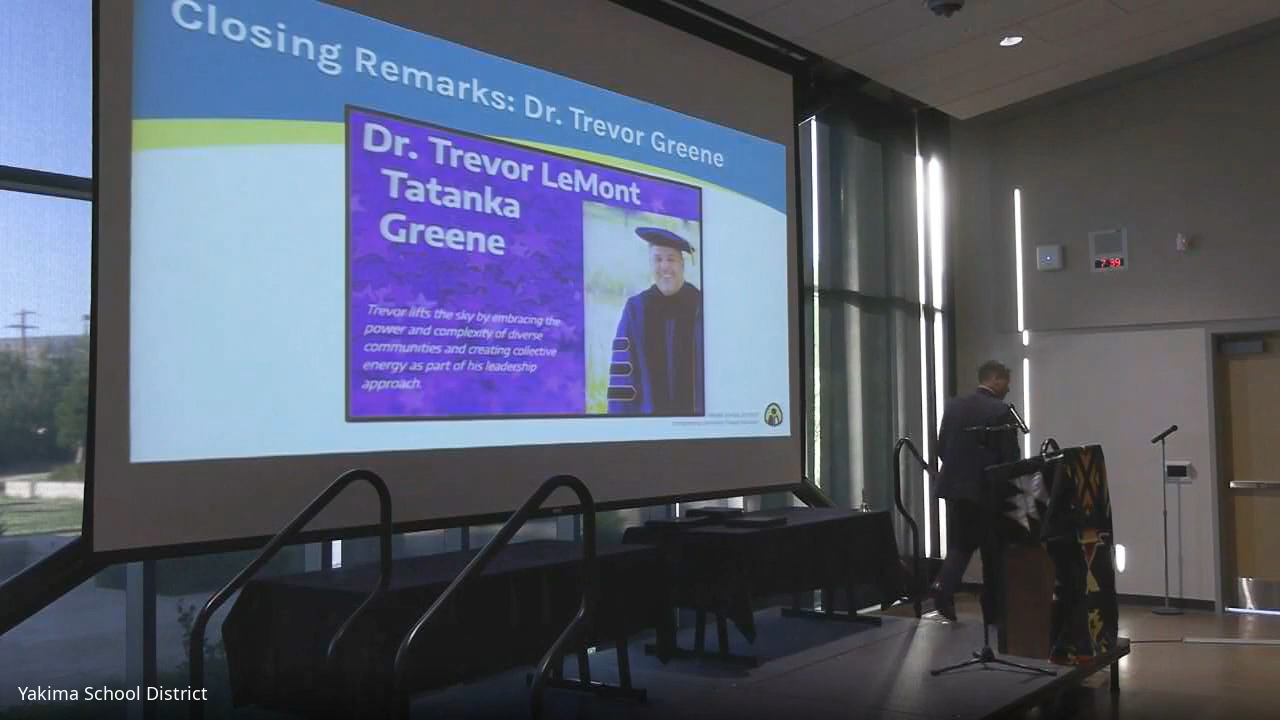 Closing Remarks: Dr. Trevor Greene
Dr. Trevor LeMont
Tatanka
Greene
Trevor lifts the sky by embracing the
power and complexity of diverse
communities and creating collective
energy as part of his leadership
approach.
7:39
Yakima School District